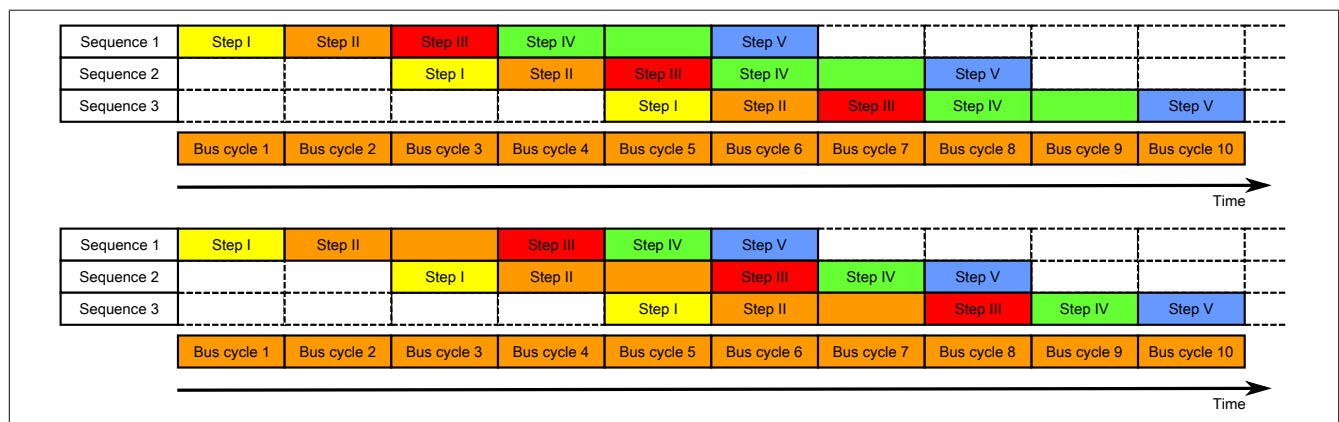 Sequence 1 Step I Step II Step III Step IV Step V
Sequence 2 Step I Step II Step III Step IV Step V
Sequence 3 Step I Step II Step III Step IV Step V
Bus cycle 1 Bus cycle 2 Bus cycle 3 Bus cycle 4 Bus cycle 5 Bus cycle 6 Bus cycle 7 Bus cycle 8 Bus cycle 9 Bus cycle 10
Time
Sequence 1 Step I Step II Step III Step IV Step V
Sequence 2 Step I Step II Step III Step IV Step V
Sequence 3 Step I Step II Step III Step IV Step V
Bus cycle 1 Bus cycle 2 Bus cycle 3 Bus cycle 4 Bus cycle 5 Bus cycle 6 Bus cycle 7 Bus cycle 8 Bus cycle 9 Bus cycle 10
Time